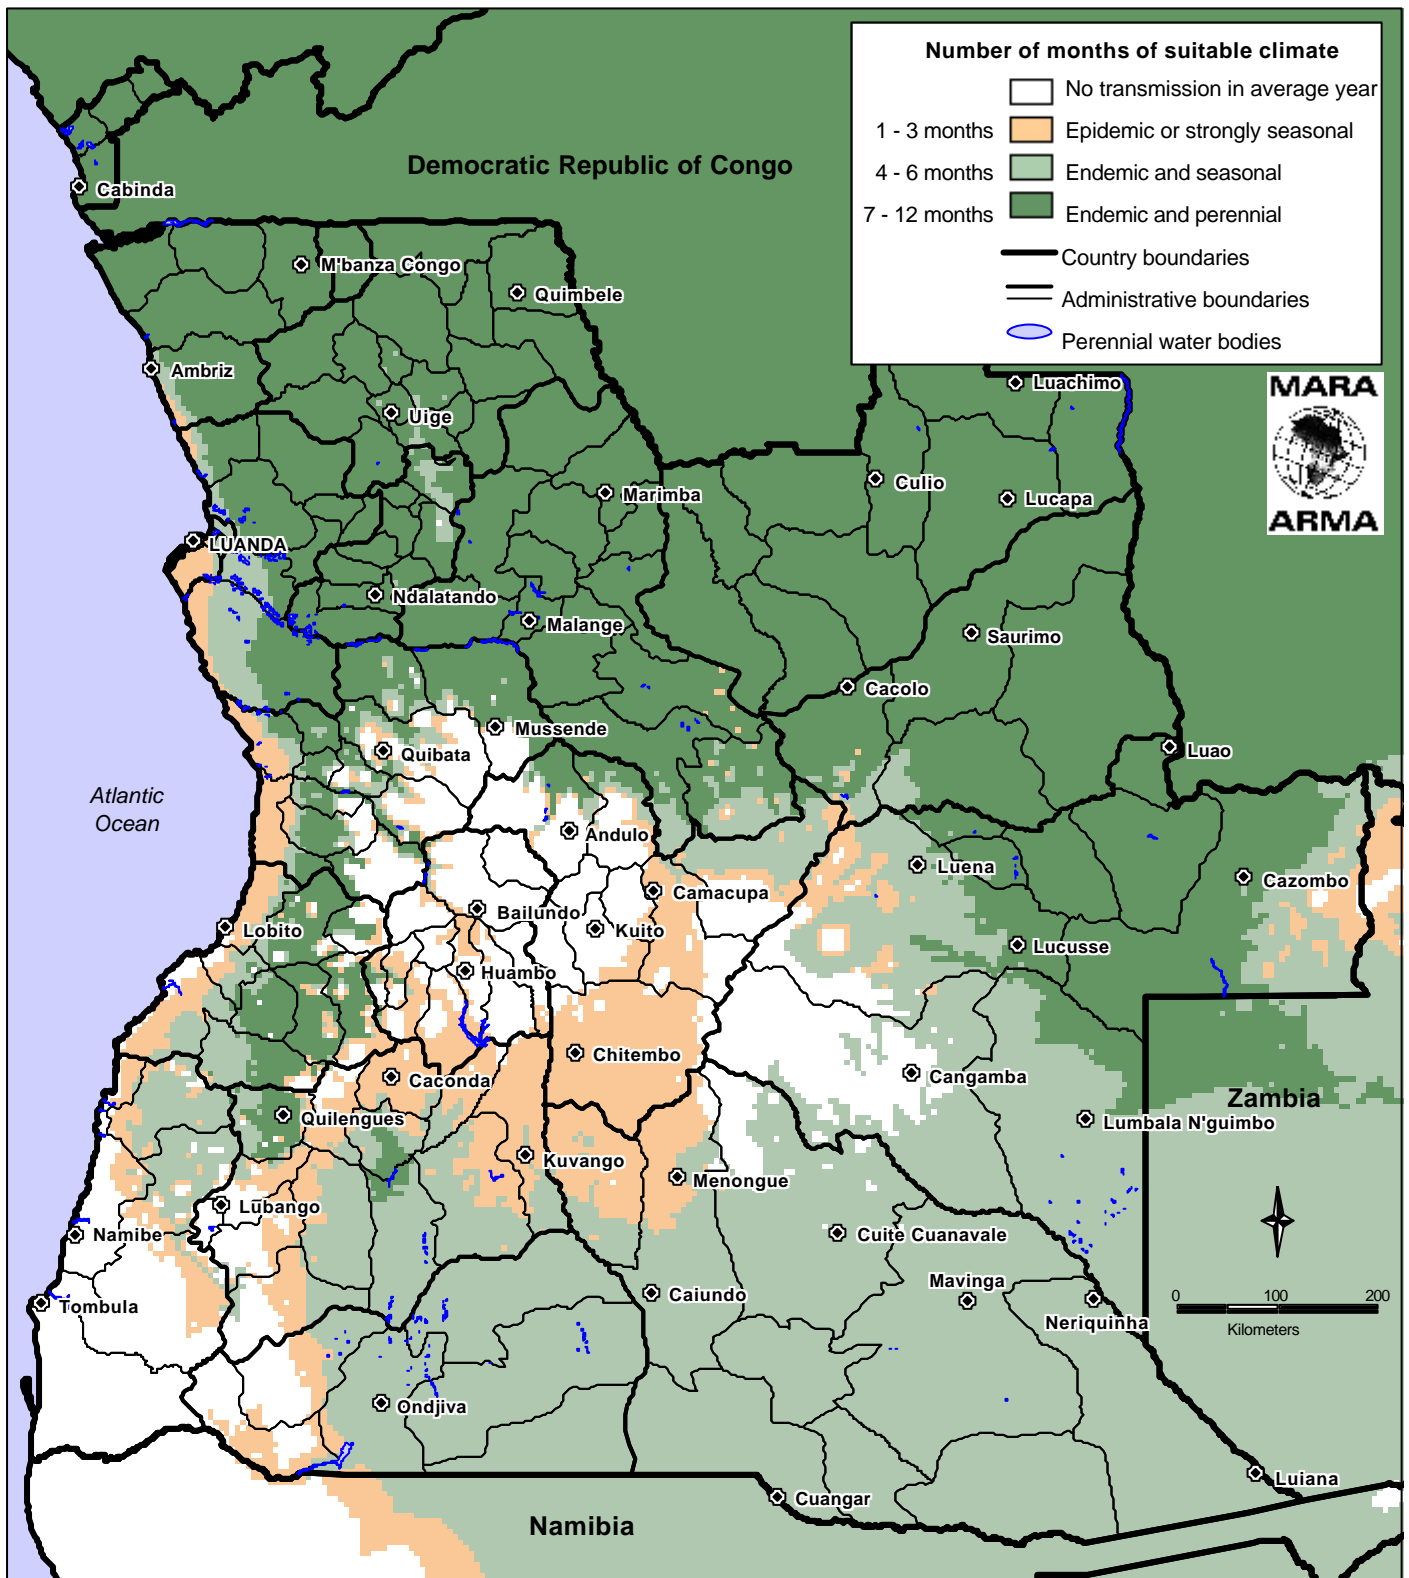 Number of months of suitable climate
No transmission in average year
1 - 3 months Epidemic or strongly seasonal
4 - 6 months Endemic and seasonal
7 - 12 months Endemic and perennial
Country boundaries
Administrative boundaries
Perennial water bodies
MARA
ARMA
Democratic Republic of Congo
Cabinda
M'banza Congo
Quimbele
Ambriz
Luachimo
Uige
Culio
Marimba
Lucapa
LUANDA
Ndalatando
Malange
Saurimo
Cacolo
Mussende
Quibata
Luao
Atlantic
Ocean
Andulo
Luena
Cazombo
Camacupa
Bailundo
Lobito
Kuito
Lucusse
Huambo
Chitembo
Caconda
Cangamba
Zambia
Quilengues
Lumbala N'guimbo
Kuvango
Menongue
Lubango
Namibe
Cuite Cuanavale
Mavinga
Caiundo
Tombula
Neriquinha
0 100 200
Kilometers
Ondjiva
Luiana
Cuangar
Namibia